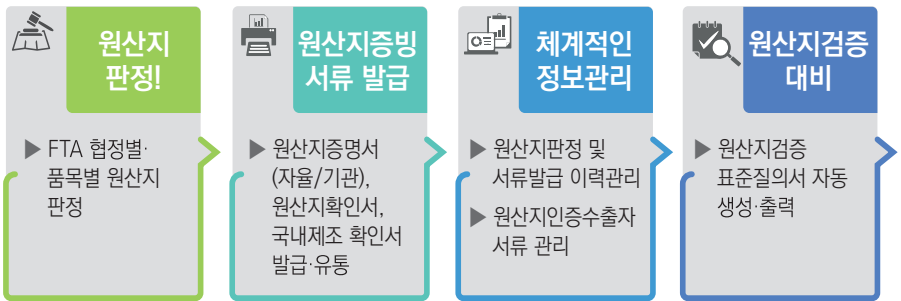 원산지
판정!
▶ FTA 협정별·
품목별 원산지
판정
원산지증빙
서류 발급
▶ 원산지증명서
(자율/기관),
원산지확인서,
국내제조 확인서
발급·유통
체계적인
정보관리
▶ 원산지판정 및
서류발급 이력관리
▶ 원산지인증수출자
서류 관리
원산지검증
대비
▶ 원산지검증
표준질의서 자동
생성·출력